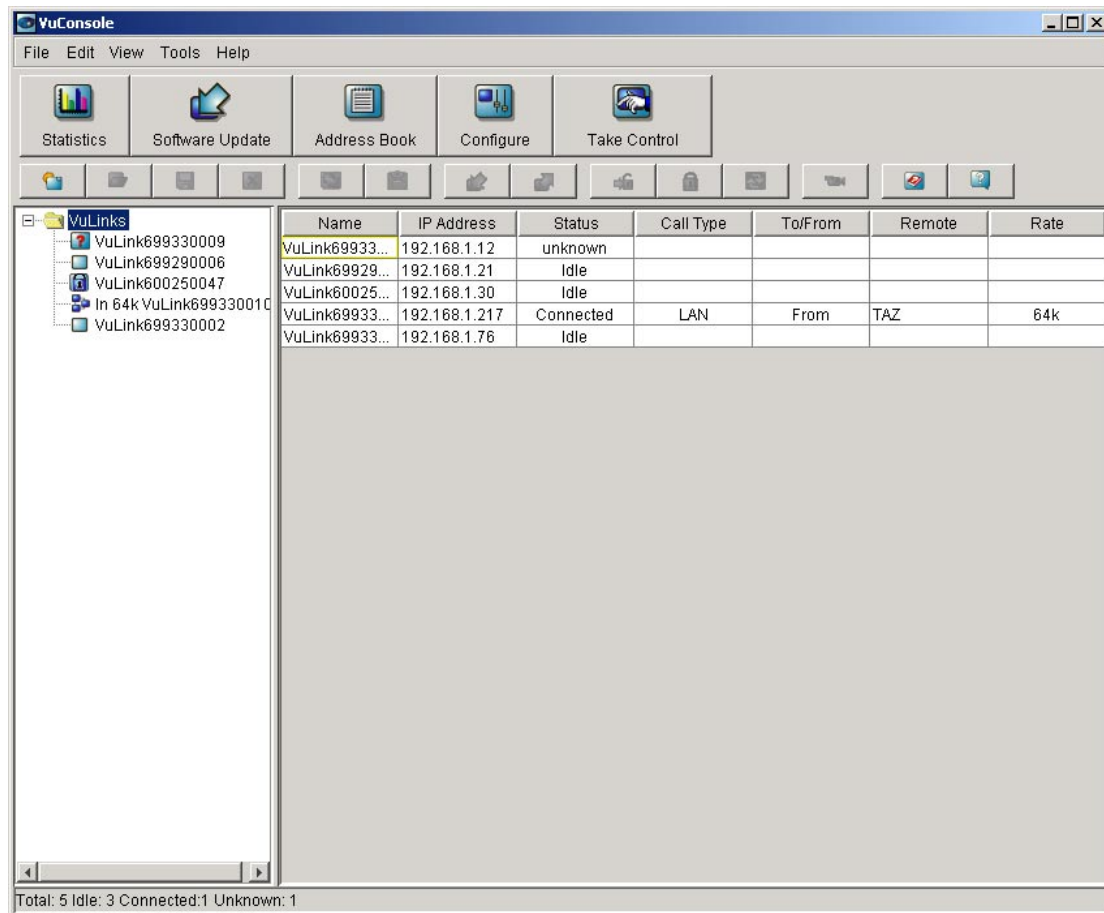 VuConsole
File Edit View Tools Help
Statistics Software Update Address Book Configure Take Control
VuLinks
VuLink699330009
VuLink699290006
VuLink600250047
In 64k VuLink699330010
VuLink699330002
Name IP Address Status Call Type To/From Remote Rate
VuLink69933... 192.168.1.12 unknown
VuLink69929... 192.168.1.21 Idle
VuLink60025... 192.168.1.30 Idle
VuLink69933... 192.168.1.217 Connected LAN From TAZ 64k
VuLink69933... 192.168.1.76 Idle
Total: 5 Idle: 3 Connected:1 Unknown: 1